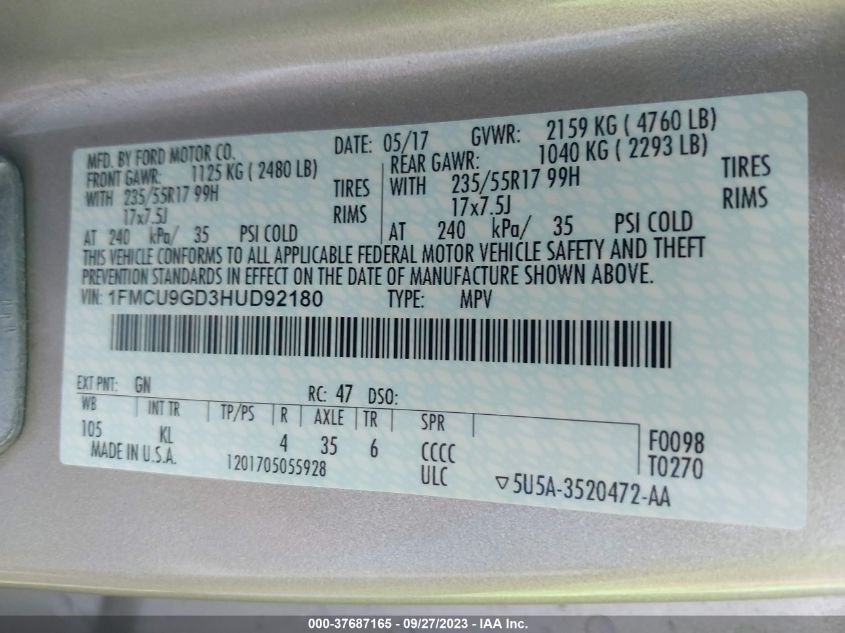 MFD. BY FORD MOTOR CO. DATE: 05/17 GVWR: 2159 KG ( 4760 LB)
FRONT GAWR: 1125 KG ( 2480 LB) REAR GAWR: 1040 KG ( 2293 LB)
WITH 235/55R17 99H TIRES WITH 235/55R17 99H TIRES
17x7.5J RIMS 17x7.5J RIMS
AT 240 kPa/ 35 PSI COLD AT 240 kPa/ 35 PSI COLD
THIS VEHICLE CONFORMS TO ALL APPLICABLE FEDERAL MOTOR VEHICLE SAFETY AND THEFT
PREVENTION STANDARDS IN EFFECT ON THE DATE OF MANUFACTURE SHOWN ABOVE.
VIN: 1FMCU9GD3HUD92180 TYPE: MPV
EXT PNT: GN RC: 47 DSO:
WB INT TR TP/PS R AXLE TR SPR
105 KL 4 35 6 CCCC F0098
MADE IN U.S.A. 1201705055928 ULC T0270
▽5U5A-3520472-AA
000-37687165 - 09/27/2023 - IAA Inc.